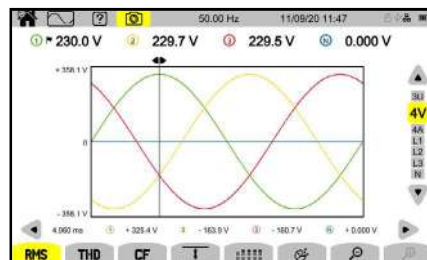 50.00 Hz 11/09/20 11:47
1 230.0 V 2 229.7 V 3 229.5 V N 0.000 V
+ 358.1 V
0
- 358.1 V
3U
4V
4A
L1
L2
L3
N
4.960 ms 1 + 325.4 V 2 - 163.9 V 3 - 160.7 V N + 0.000 V
RMS THD CF